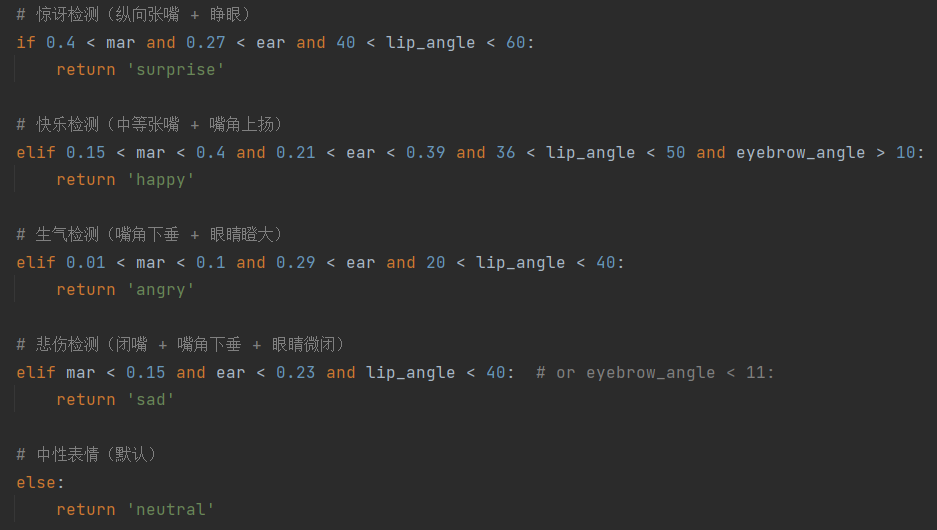 # 惊讶检测（纵向张嘴 + 睁眼）
if 0.4 < mar and 0.27 < ear and 40 < lip_angle < 60:
    return 'surprise'

# 快乐检测（中等张嘴 + 嘴角上扬）
elif 0.15 < mar < 0.4 and 0.21 < ear < 0.39 and 36 < lip_angle < 50 and eyebrow_angle > 10:
    return 'happy'

# 生气检测（嘴角下垂 + 眼睛瞪大）
elif 0.01 < mar < 0.1 and 0.29 < ear and 20 < lip_angle < 40:
    return 'angry'

# 悲伤检测（闭嘴 + 嘴角下垂 + 眼睛微闭）
elif mar < 0.15 and ear < 0.23 and lip_angle < 40:  # or eyebrow_angle < 11:
    return 'sad'

# 中性表情（默认）
else:
    return 'neutral'